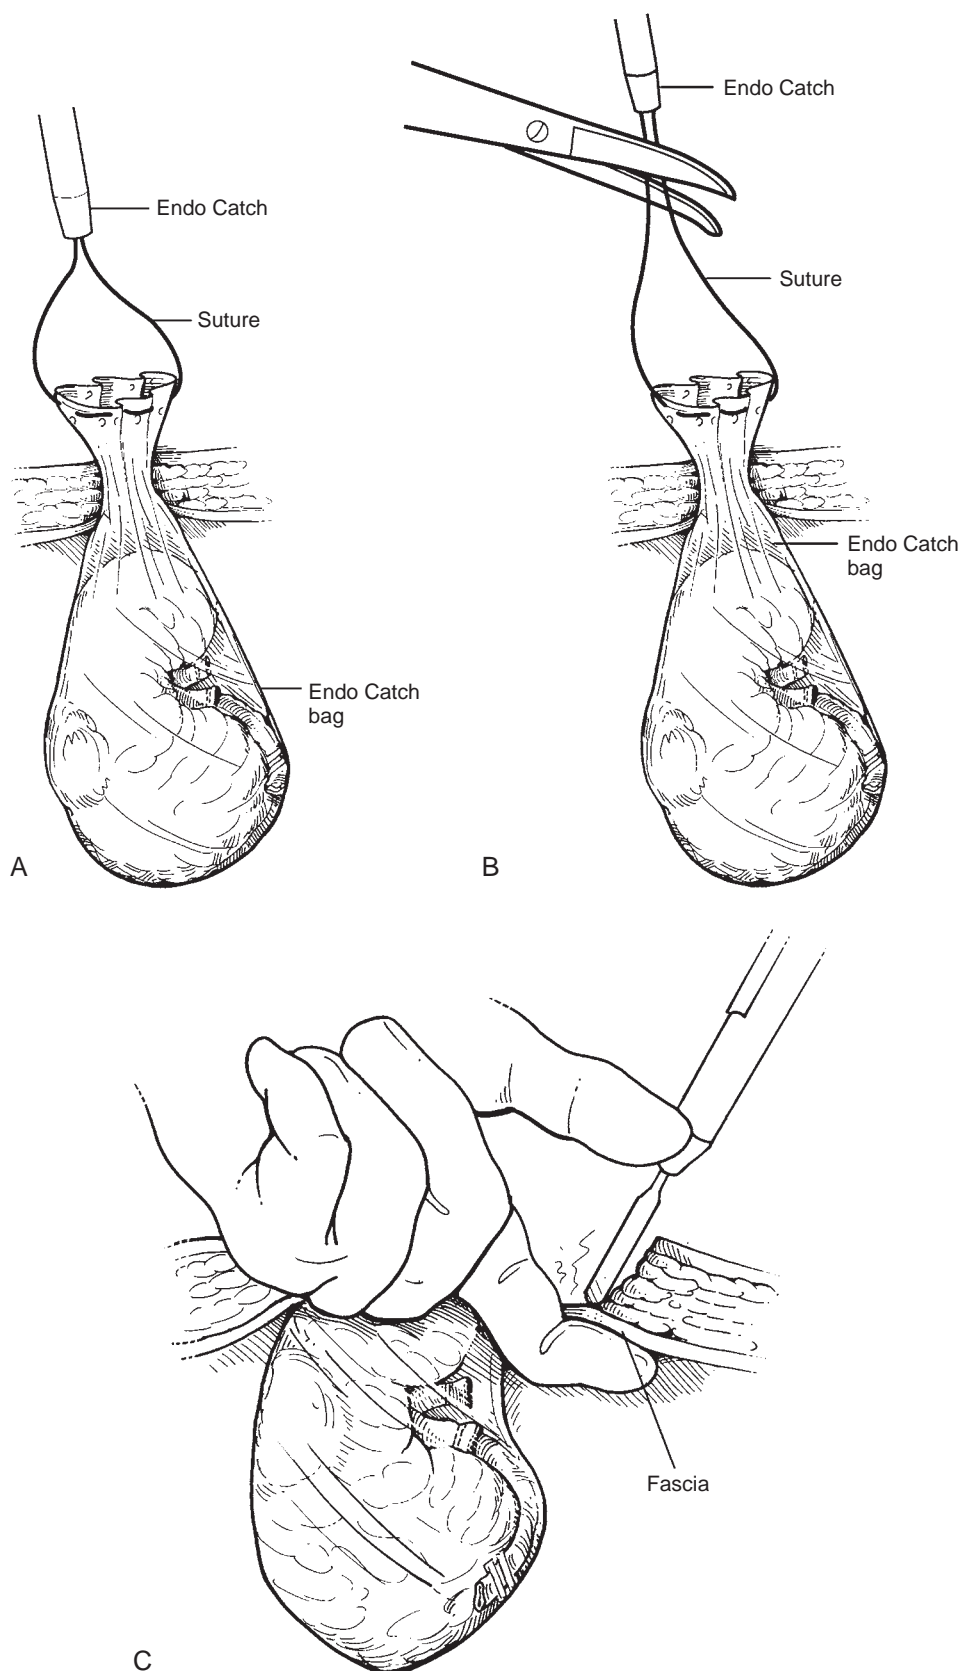 Endo Catch
Suture
Endo Catch
bag
A
Endo Catch
Suture
Endo Catch
bag
B
Fascia
C